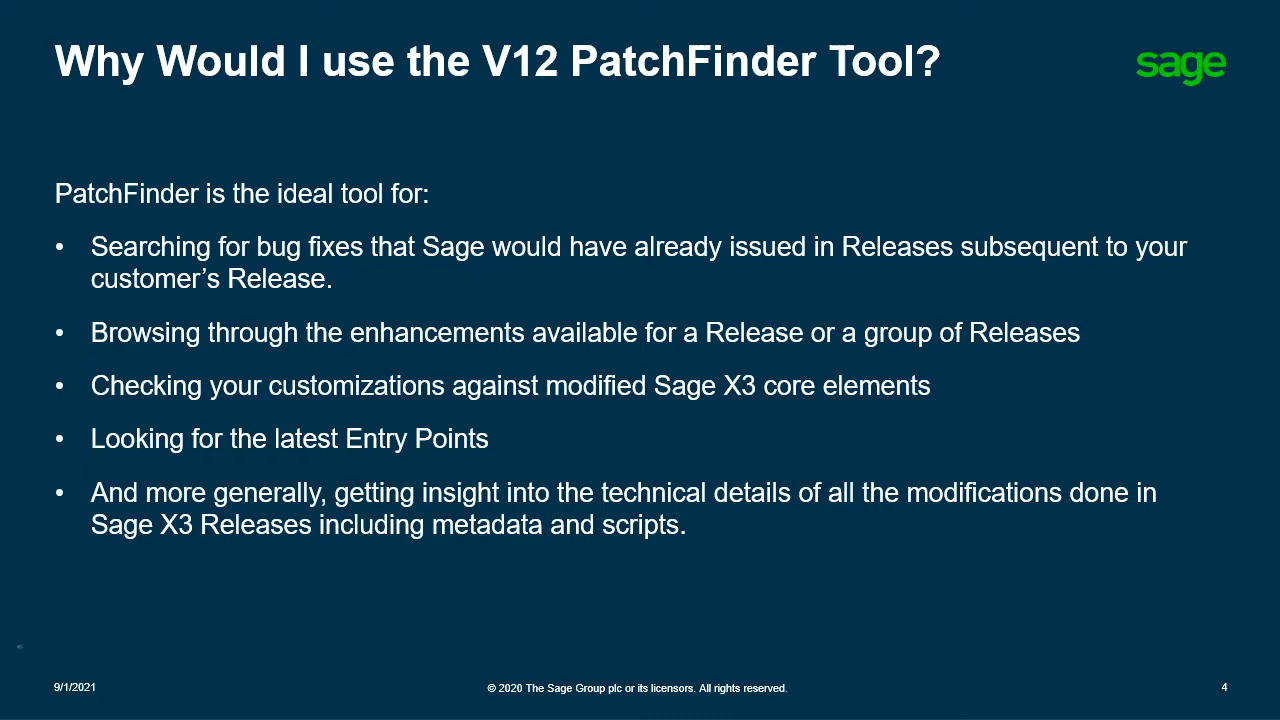 Why Would I use the V12 PatchFinder Tool?
sage
PatchFinder is the ideal tool for:
• Searching for bug fixes that Sage would have already issued in Releases subsequent to your
customer’s Release.
• Browsing through the enhancements available for a Release or a group of Releases
• Checking your customizations against modified Sage X3 core elements
• Looking for the latest Entry Points
• And more generally, getting insight into the technical details of all the modifications done in
Sage X3 Releases including metadata and scripts.
9/1/2021
© 2020 The Sage Group plc or its licensors. All rights reserved.
4